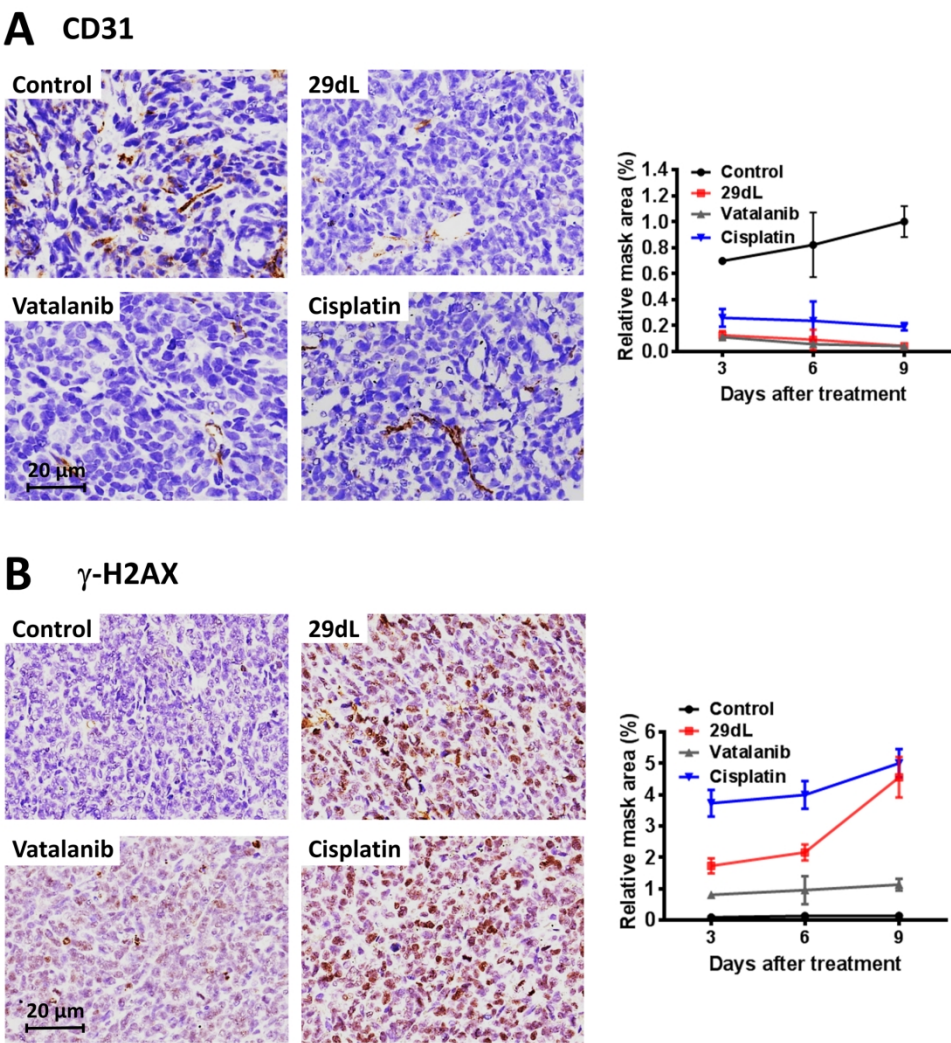 A CD31
Control
29dL
Vatalanib
Cisplatin
20 μm
Relative mask area (%)
1.4
1.2
1.0
0.8
0.6
0.4
0.2
0.0
Control
29dL
Vatalanib
Cisplatin
3 6 9
Days after treatment
B γ-H2AX
Control
29dL
Vatalanib
Cisplatin
20 μm
Relative mask area (%)
6
5
4
3
2
1
0
Control
29dL
Vatalanib
Cisplatin
3 6 9
Days after treatment